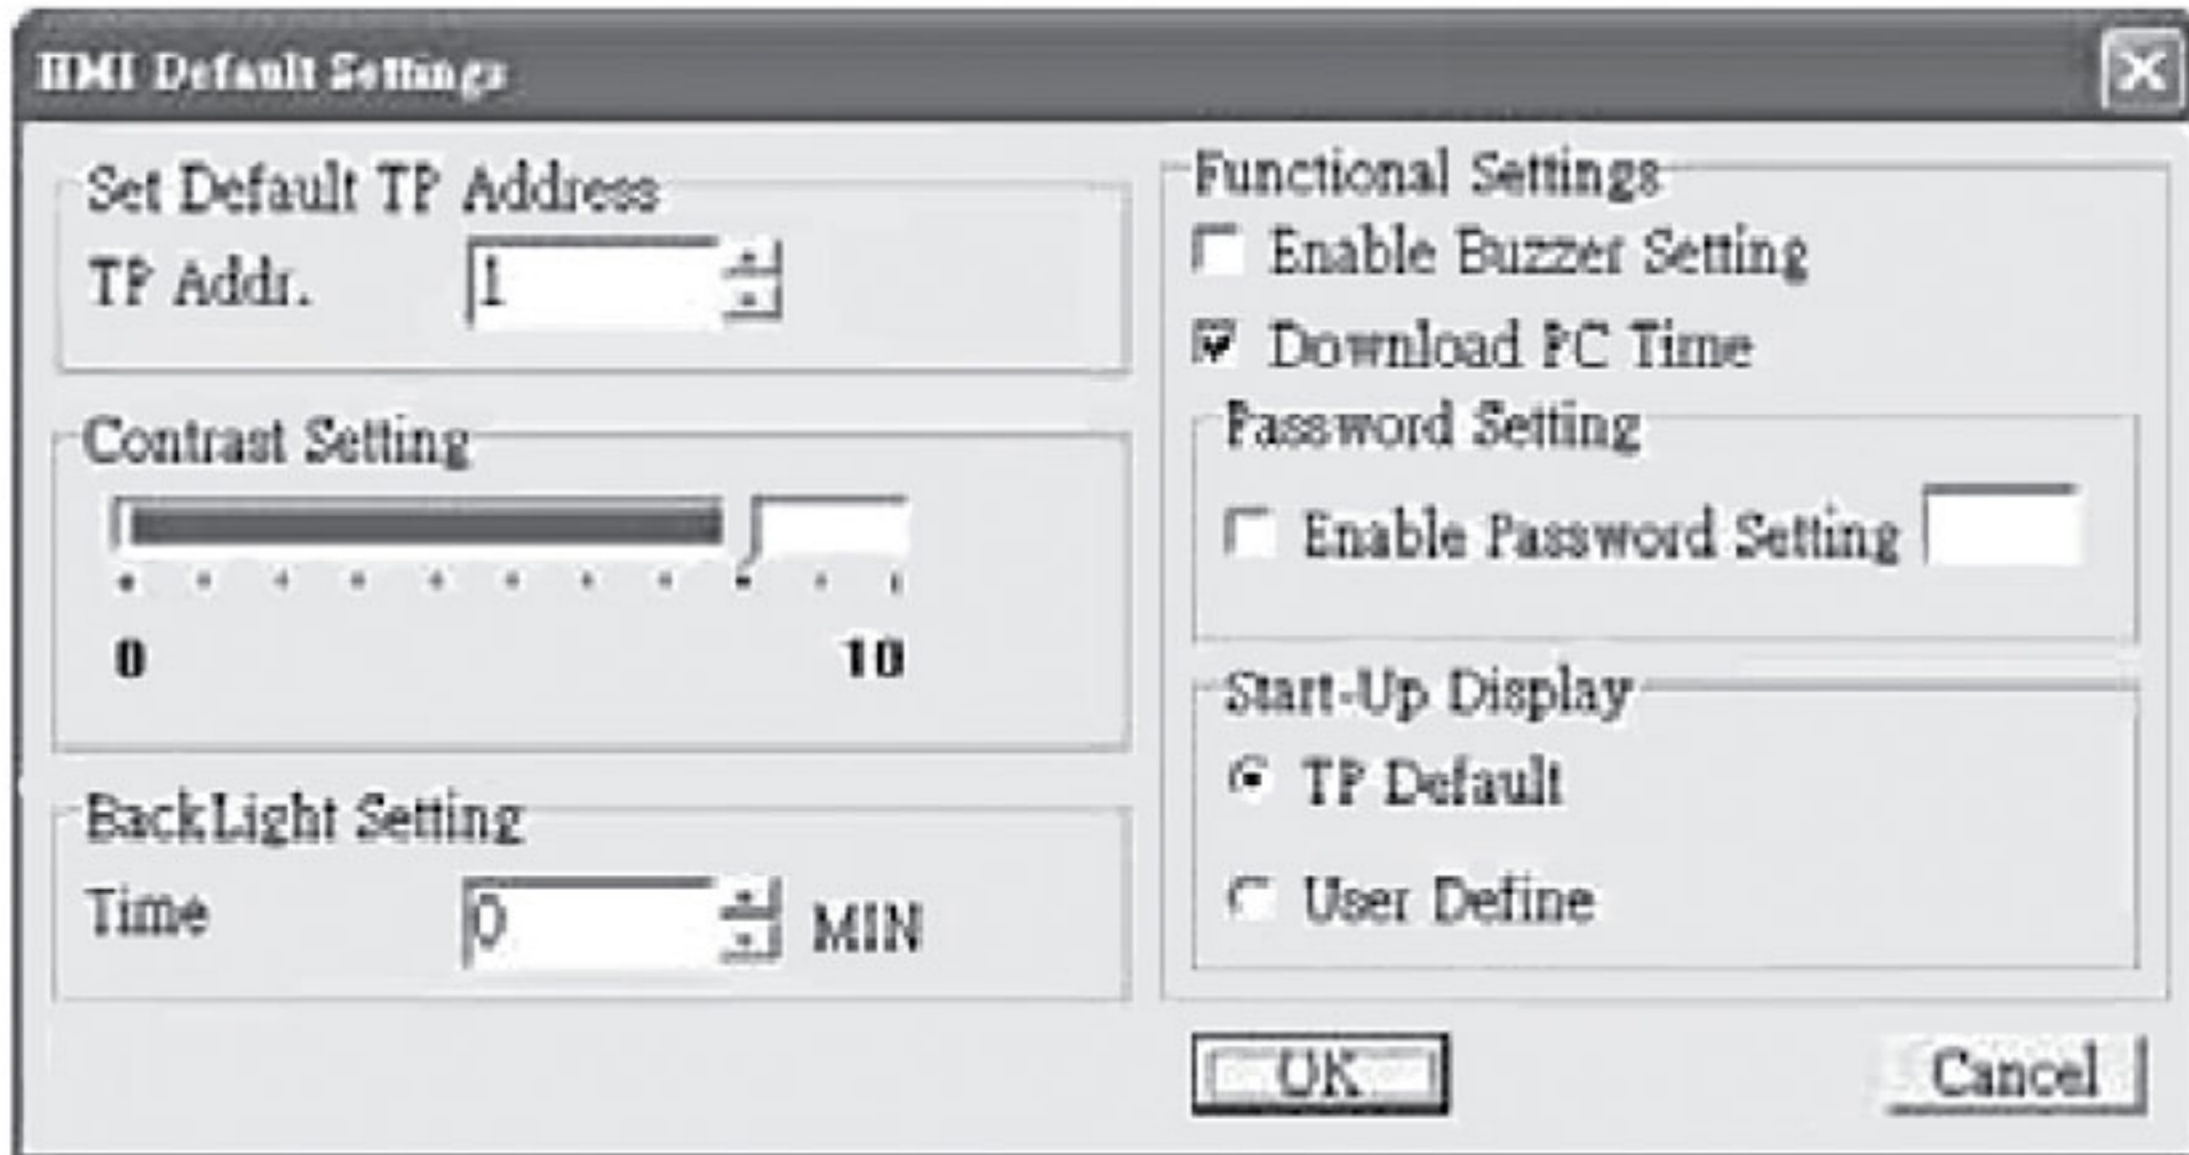 HMI Default Settings
Set Default TP Address
TP Addr. 1
Contrast Setting
0 10
BackLight Setting
Time 0 MIN
Functional Settings
Enable Buzzer Setting
Download PC Time
Password Setting
Enable Password Setting
Start-Up Display
TP Default
User Define
OK Cancel